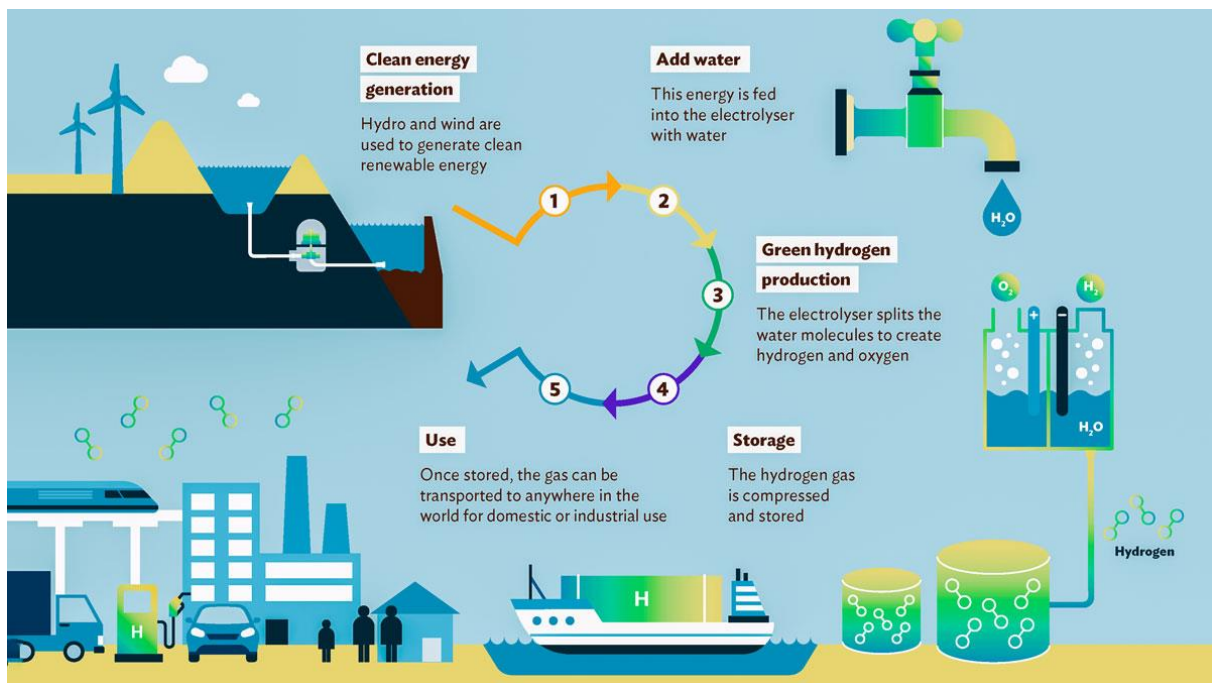 Clean energy
generation
Hydro and wind are
used to generate clean
renewable energy
1
Add water
This energy is fed
into the electrolyser
with water
2
H₂O
Green hydrogen
production
The electrolyser splits the
water molecules to create
hydrogen and oxygen
3
O₂
H₂
+
−
H₂O
Storage
The hydrogen gas
is compressed
and stored
4
Hydrogen
Use
Once stored, the gas can be
transported to anywhere in the
world for domestic or industrial use
5
H
H